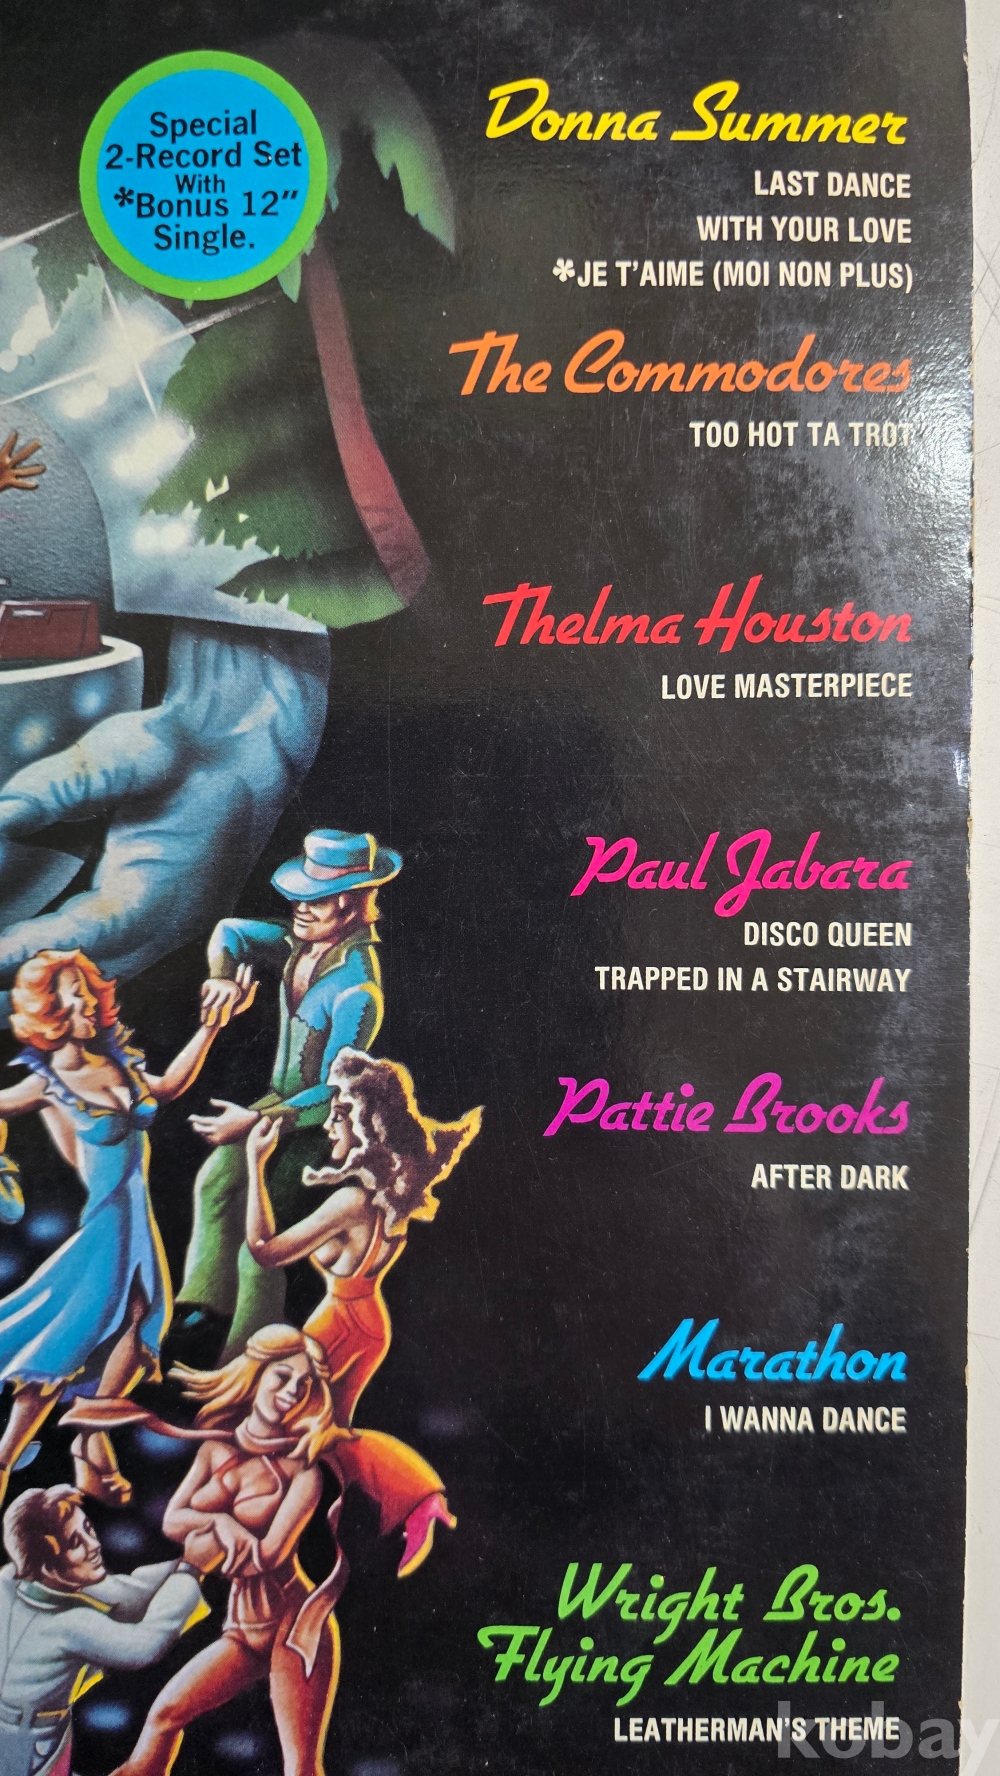 Special
2-Record Set
With
*Bonus 12"
Single.
Donna Summer
LAST DANCE
WITH YOUR LOVE
*JE T'AIME (MOI NON PLUS)
The Commodores
TOO HOT TA TROT
Thelma Houston
LOVE MASTERPIECE
Paul Jabara
DISCO QUEEN
TRAPPED IN A STAIRWAY
Pattie Brooks
AFTER DARK
Marathon
I WANNA DANCE
Wright Bros.
Flying Machine
LEATHERMAN'S THEME
kobay